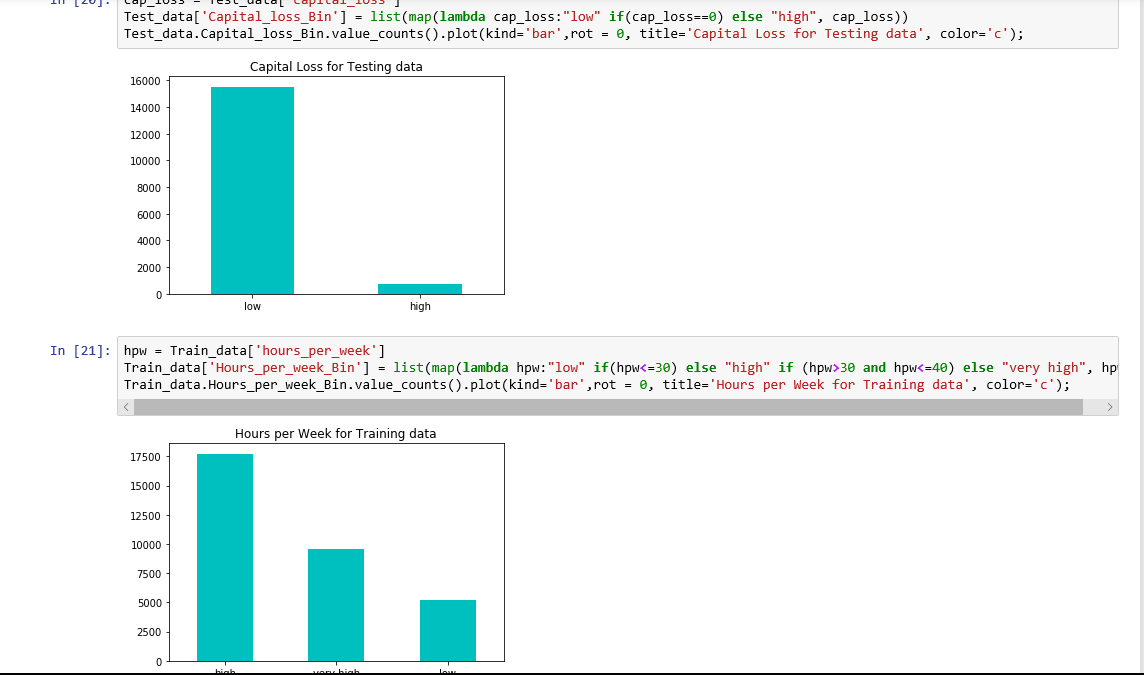 In [20]: cap_loss = Test_data['Capital_loss']
Test_data['Capital_loss_Bin'] = list(map(lambda cap_loss:"low" if(cap_loss==0) else "high", cap_loss))
Test_data.Capital_loss_Bin.value_counts().plot(kind='bar',rot = 0, title='Capital Loss for Testing data', color='c');
Capital Loss for Testing data
16000
14000
12000
10000
8000
6000
4000
2000
0
low high
In [21]: hpw = Train_data['hours_per_week']
Train_data['Hours_per_week_Bin'] = list(map(lambda hpw:"low" if(hpw<=30) else "high" if (hpw>30 and hpw<=40) else "very high", hp
Train_data.Hours_per_week_Bin.value_counts().plot(kind='bar',rot = 0, title='Hours per Week for Training data', color='c');
Hours per Week for Training data
17500
15000
12500
10000
7500
5000
2500
0
high very high low